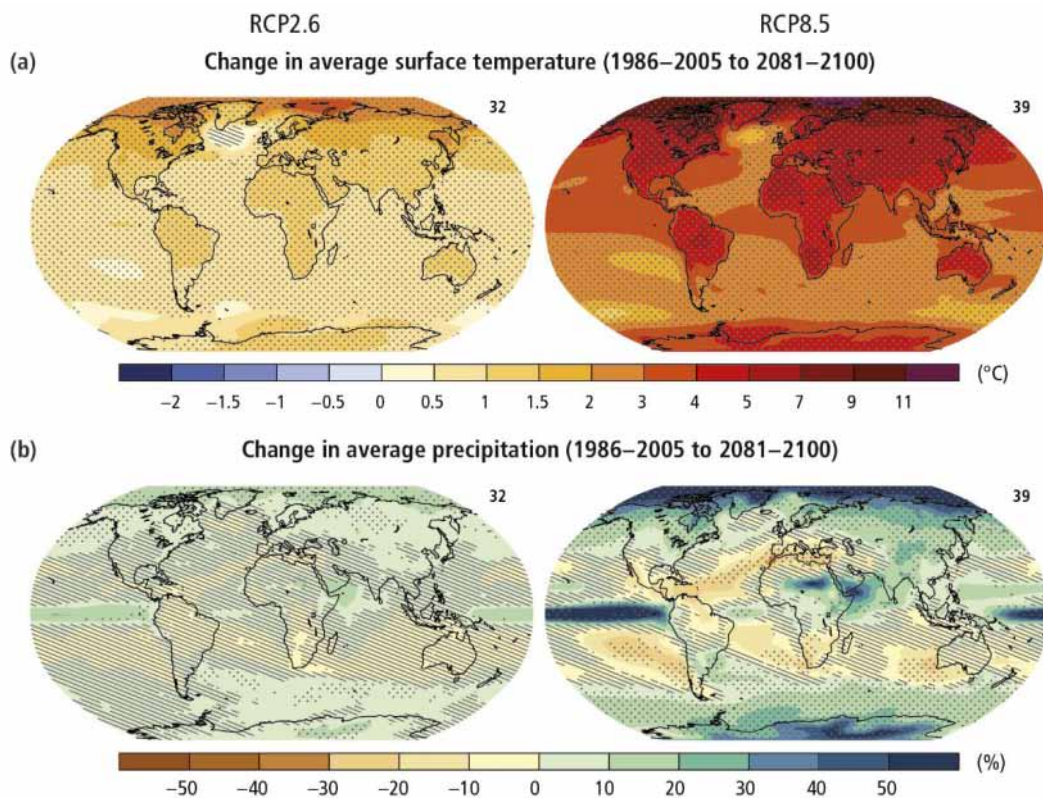 RCP2.6 RCP8.5
(a) Change in average surface temperature (1986–2005 to 2081–2100)
32 39
(°C)
−2 −1.5 −1 −0.5 0 0.5 1 1.5 2 3 4 5 7 9 11
(b) Change in average precipitation (1986–2005 to 2081–2100)
32 39
(%)
−50 −40 −30 −20 −10 0 10 20 30 40 50